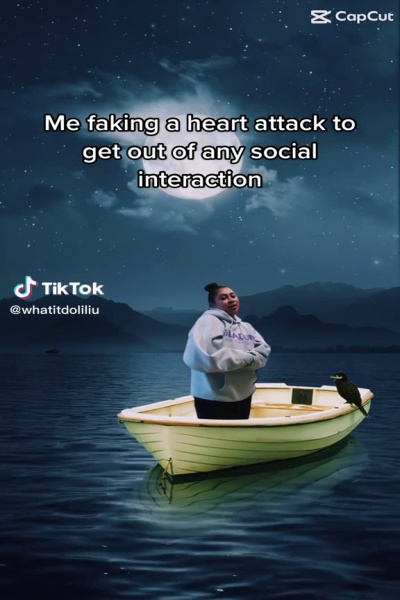 CapCut
Me faking a heart attack to
get out of any social
interaction
TikTok
@whatitdoliliu